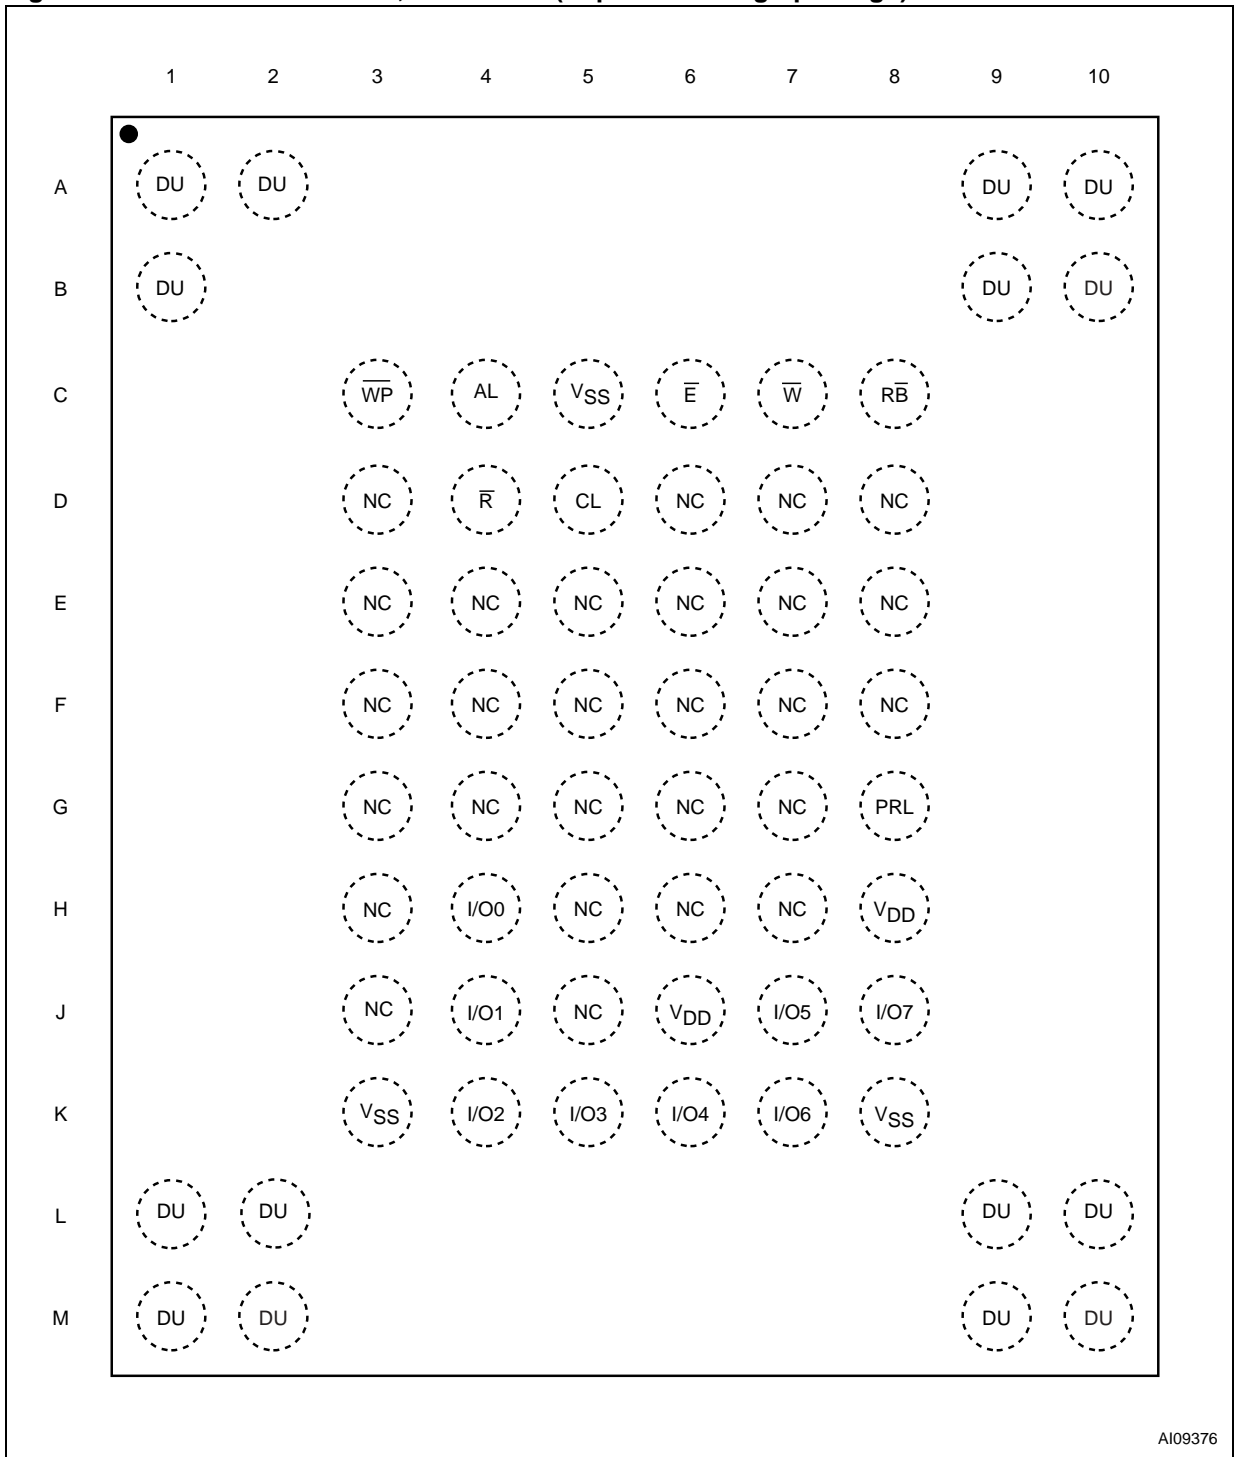 1 2 3 4 5 6 7 8 9 10
A DU DU DU DU
B DU DU DU
C W̅P̅ AL VSS E̅ W̅ RB̅
D NC R̅ CL NC NC NC
E NC NC NC NC NC NC
F NC NC NC NC NC NC
G NC NC NC NC NC PRL
H NC I/O0 NC NC NC VDD
J NC I/O1 NC VDD I/O5 I/O7
K VSS I/O2 I/O3 I/O4 I/O6 VSS
L DU DU DU DU
M DU DU DU DU
AI09376